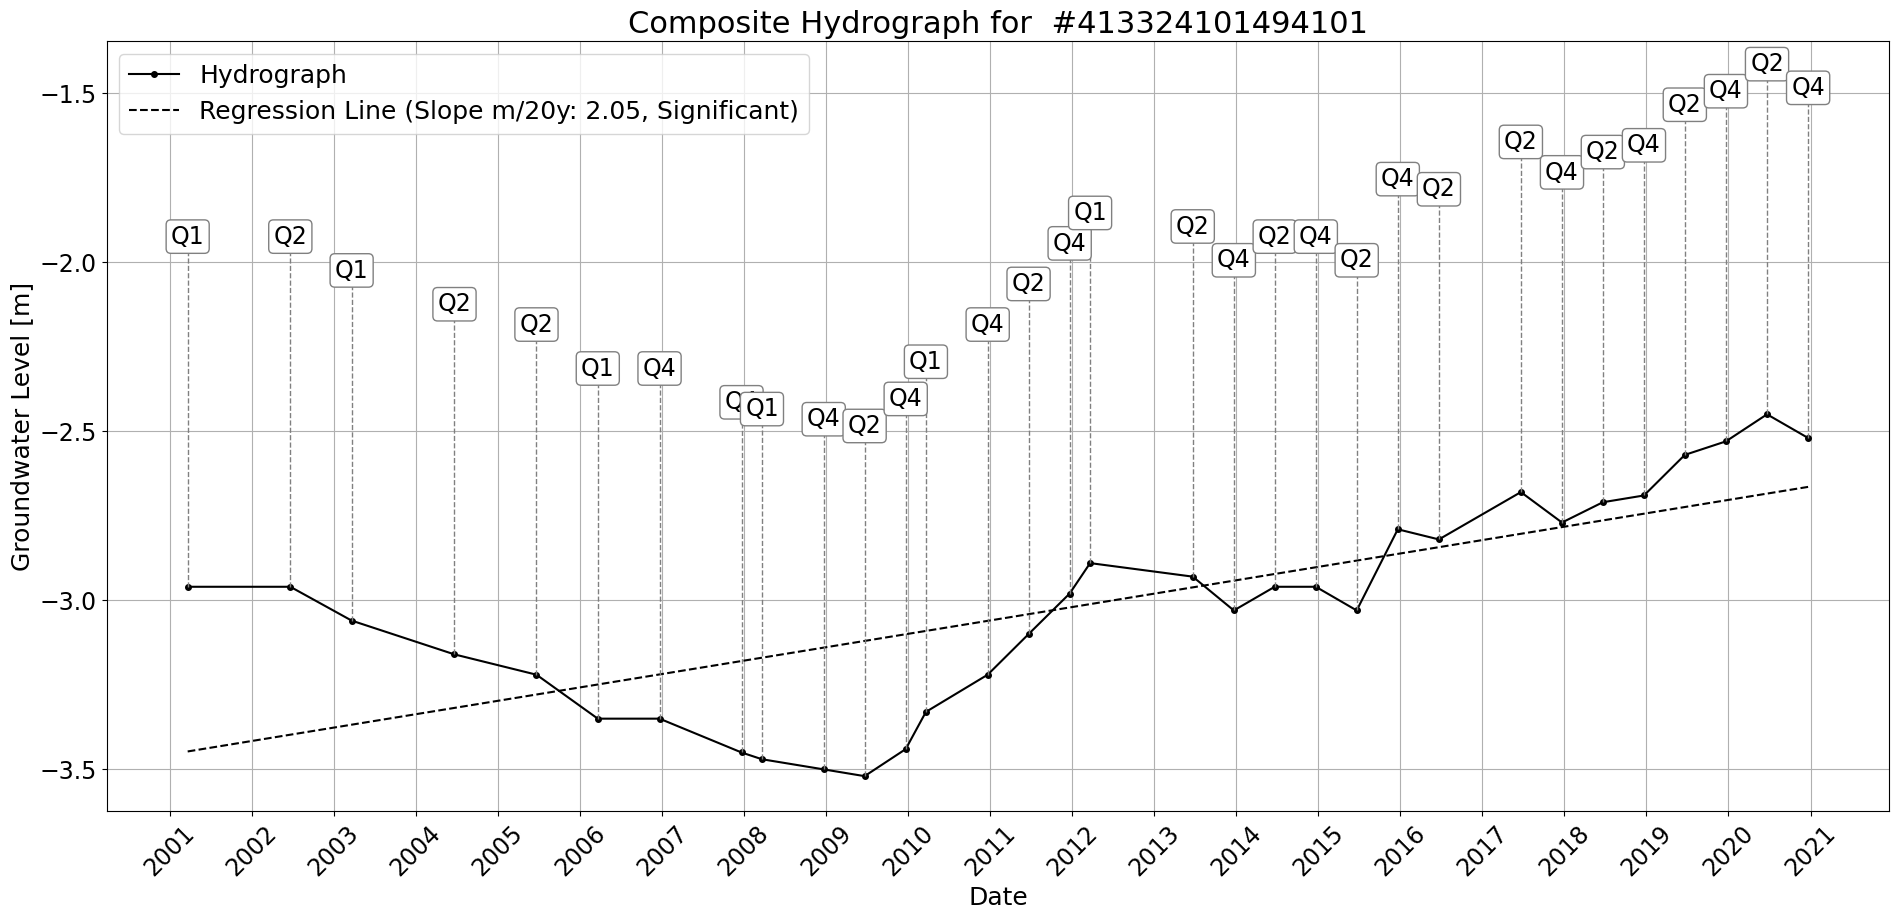 Composite Hydrograph for  #413324101494101
Hydrograph
Regression Line (Slope m/20y: 2.05, Significant)
Groundwater Level [m]
−1.5
−2.0
−2.5
−3.0
−3.5
Q1
Q2
Q1
Q2
Q2
Q1
Q4
Q1
Q4
Q2
Q4
Q1
Q4
Q2
Q4
Q1
Q2
Q4
Q2
Q4
Q2
Q4
Q2
Q2
Q4
Q2
Q4
Q2
Q4
Q2
Q4
2001
2002
2003
2004
2005
2006
2007
2008
2009
2010
2011
2012
2013
2014
2015
2016
2017
2018
2019
2020
2021
Date